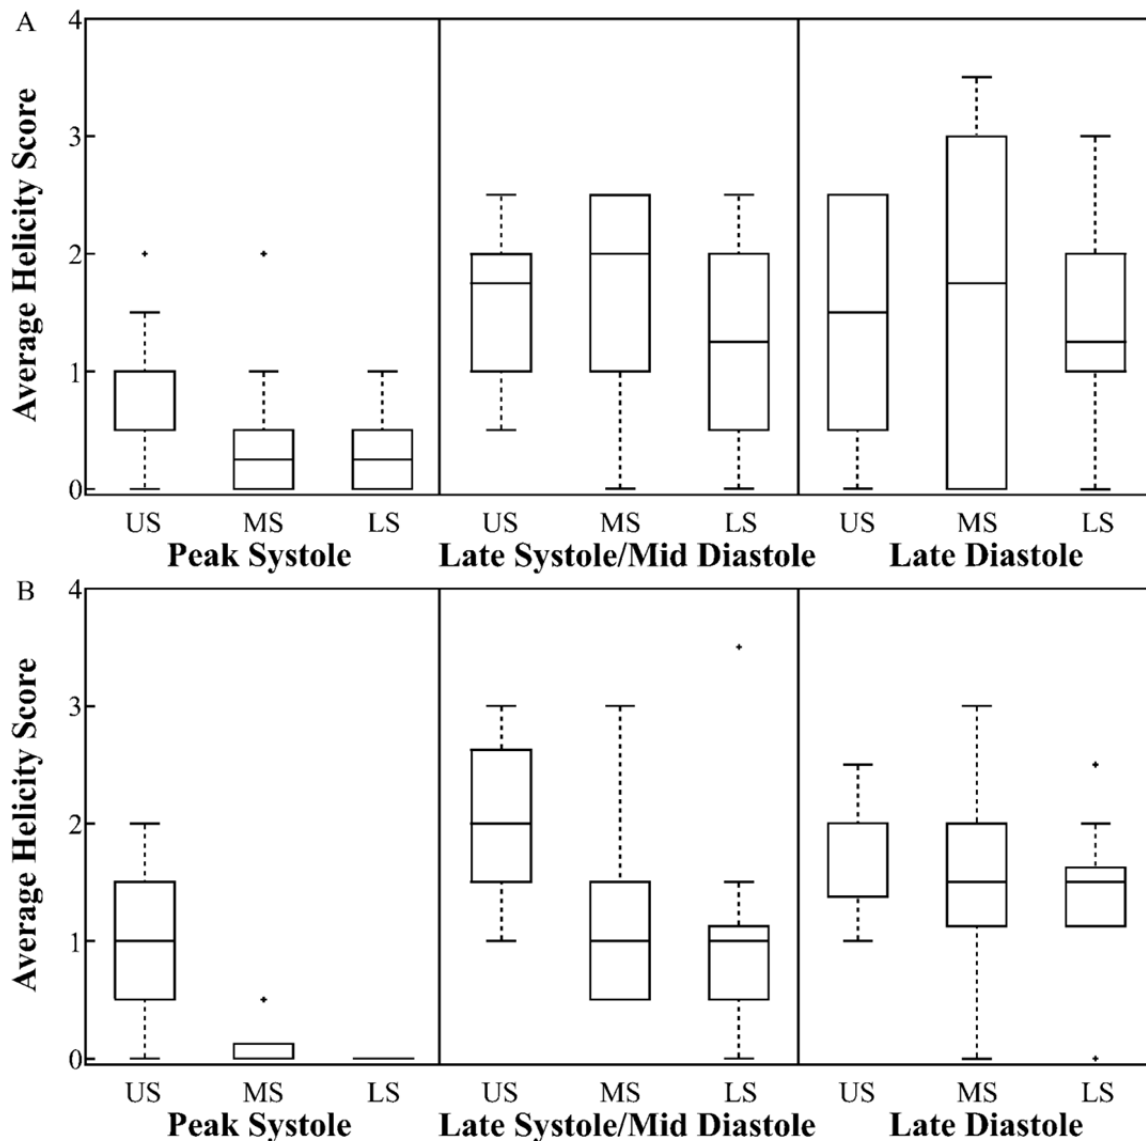 A
Average Helicity Score
4
3
2
1
0
US MS LS US MS LS US MS LS
Peak Systole Late Systole/Mid Diastole Late Diastole
B
Average Helicity Score
4
3
2
1
0
US MS LS US MS LS US MS LS
Peak Systole Late Systole/Mid Diastole Late Diastole